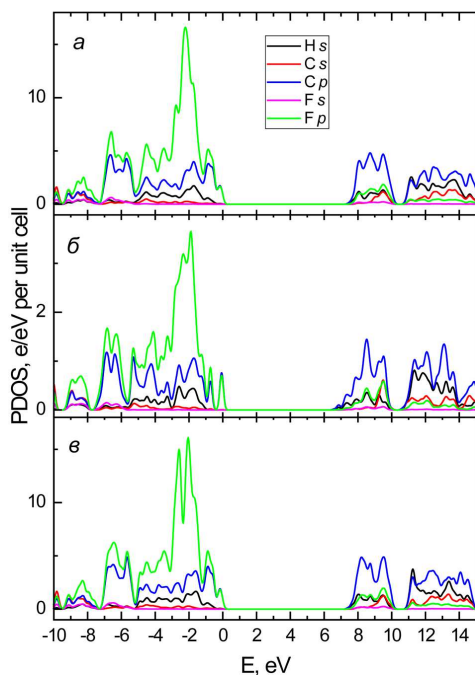 а
H s
C s
C p
F s
F p
10
0
б
PDOS, e/eV per unit cell
2
0
в
10
0
-10 -8 -6 -4 -2 0 2 4 6 8 10 12 14
E, eV